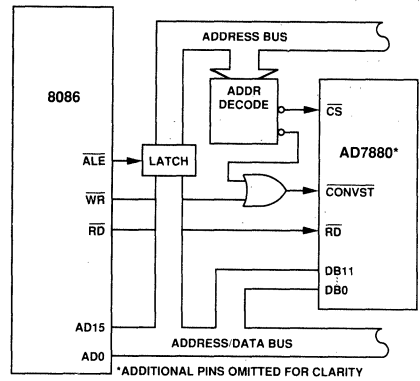 ADDRESS BUS
8086
ADDR
DECODE
CS
AD7880*
ALE
LATCH
WR
CONVST
RD
RD
DB11
DB0
AD15
ADDRESS/DATA BUS
AD0
*ADDITIONAL PINS OMITTED FOR CLARITY